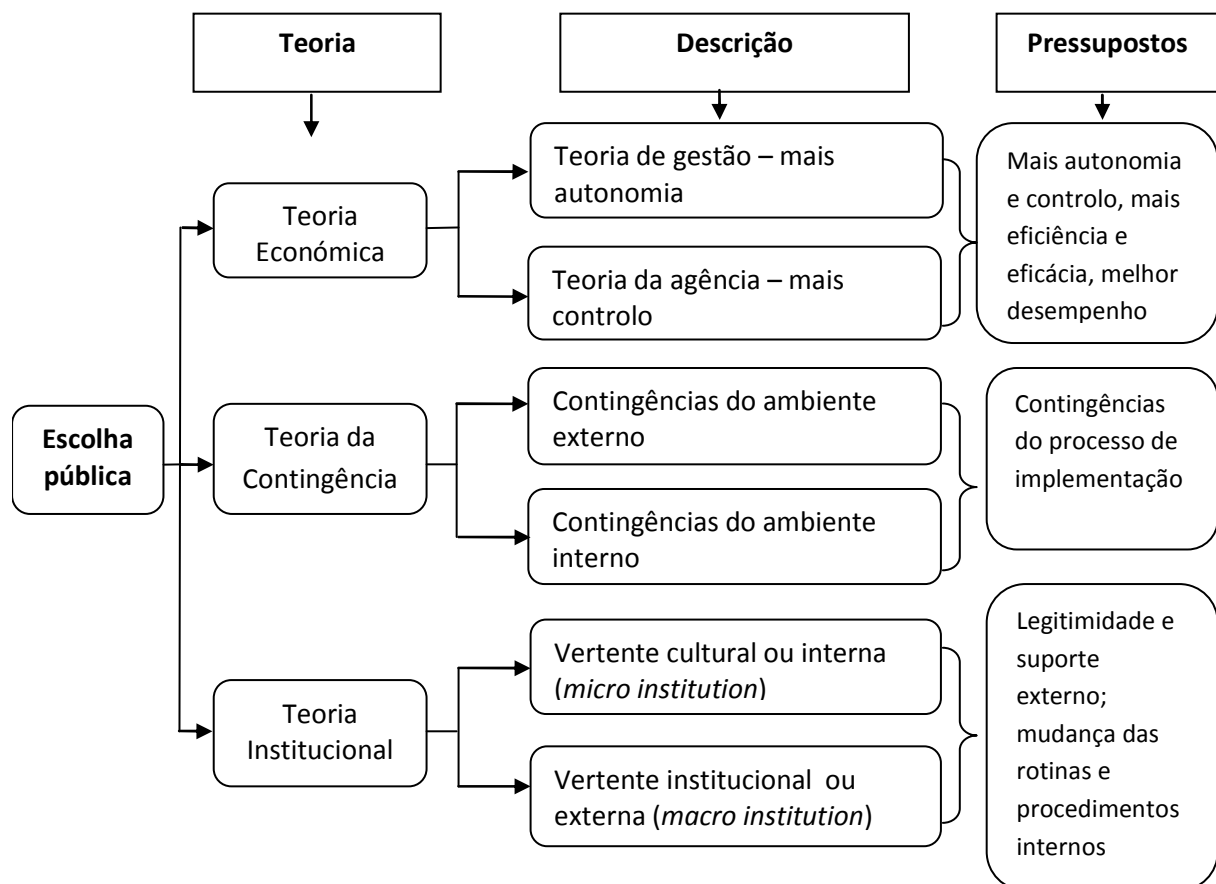 Teoria
Descrição
Pressupostos
Teoria de gestão – mais
autonomia
Mais autonomia
e controlo, mais
eficiência e
eficácia, melhor
desempenho
Teoria
Económica
Teoria da agência – mais
controlo
Escolha
pública
Teoria da
Contingência
Contingências do ambiente
externo
Contingências do ambiente
interno
Contingências
do processo de
implementação
Teoria
Institucional
Vertente cultural ou interna
(micro institution)
Vertente institucional ou
externa (macro institution)
Legitimidade e
suporte
externo;
mudança das
rotinas e
procedimentos
internos